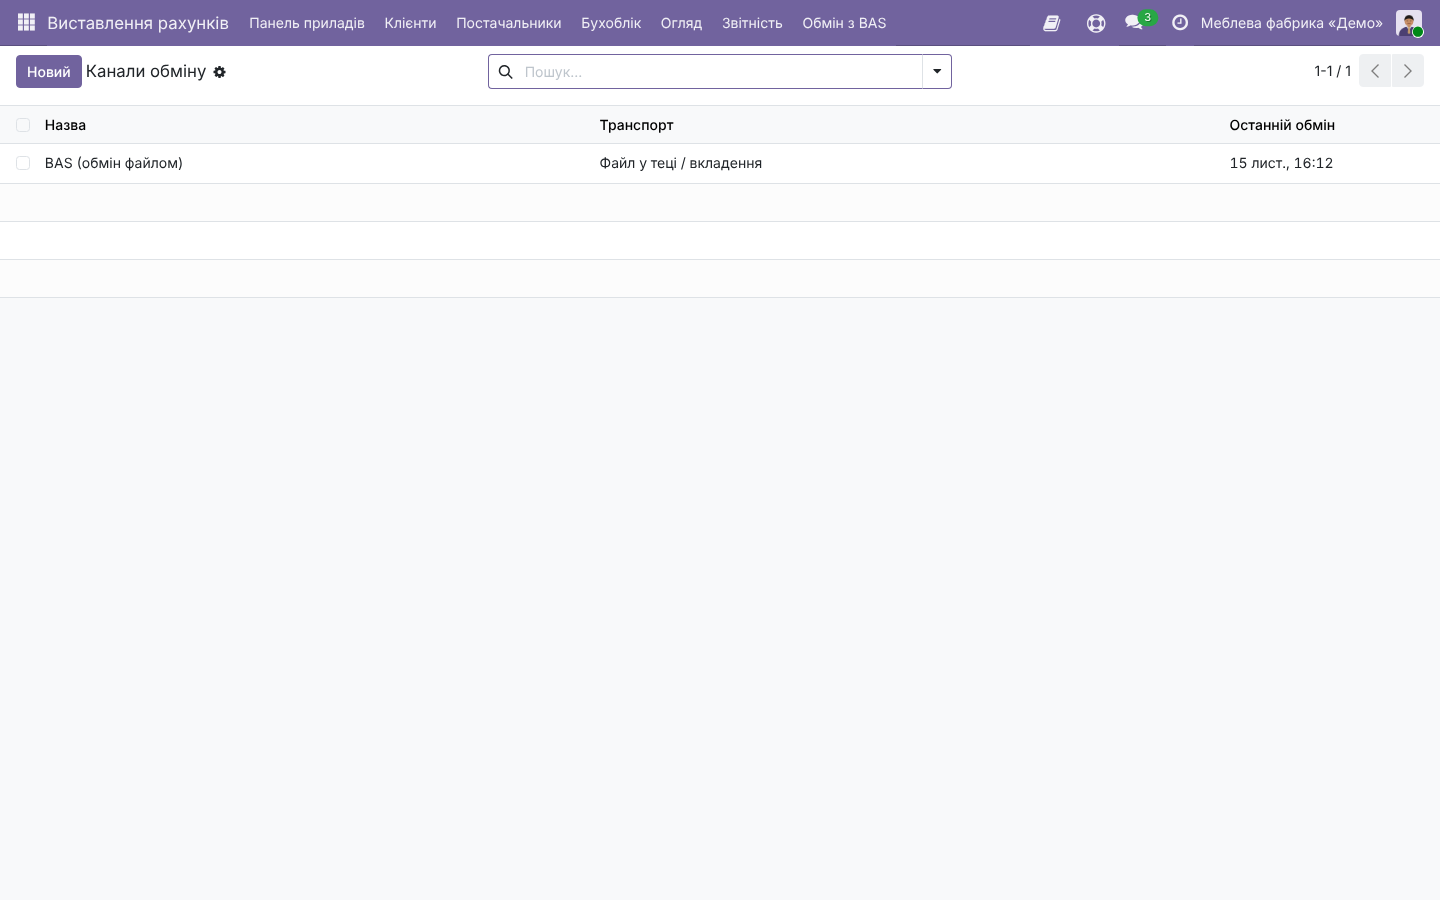 Виставлення рахунків Панель приладів Клієнти Постачальники Бухоблік Огляд Звітність Обмін з BAS 3 Меблева фабрика «Демо»
Новий Канали обміну Пошук... 1-1 / 1
Назва Транспорт Останній обмін
BAS (обмін файлом) Файл у теці / вкладення 15 лист., 16:12